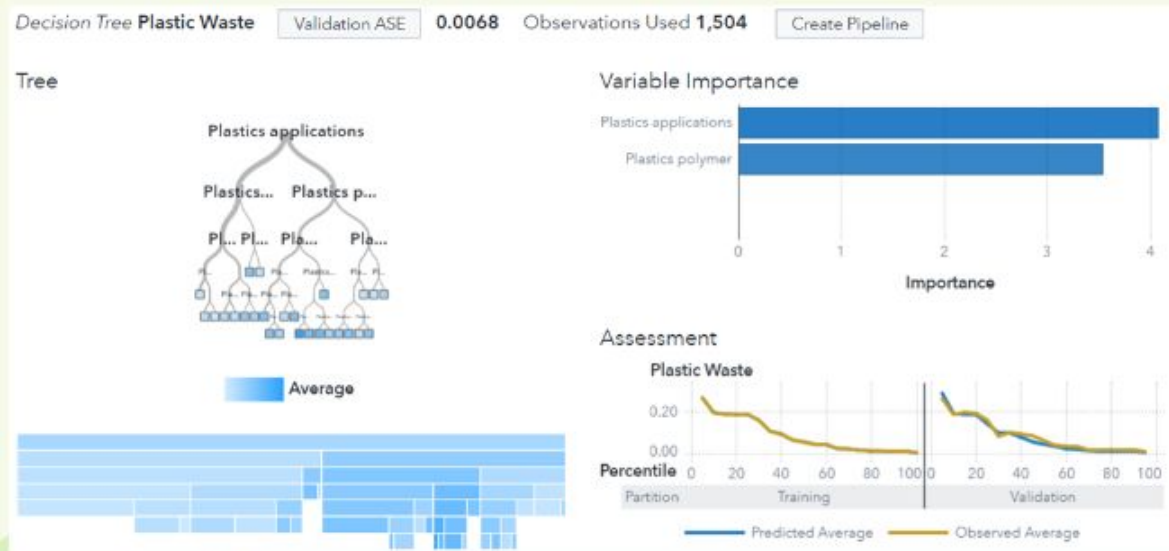 Decision Tree Plastic Waste Validation ASE 0.0068 Observations Used 1,504 Create Pipeline
Tree
Plastics applications
Plastics... Plastics p...
Pl... Pl... Pla... Pla...
Average
Variable Importance
Plastics applications
Plastics polymer
0 1 2 3 4
Importance
Assessment
Plastic Waste
0.20
0.00
Percentile 0 20 40 60 80 100 0 20 40 60 80 100
Partition Training Validation
Predicted Average Observed Average